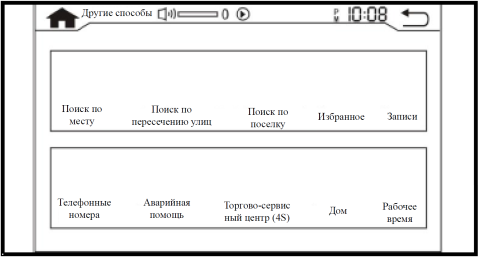 Другие способы 0 PM 10:08
Поиск по месту
Поиск по пересечению улиц
Поиск по поселку
Избранное
Записи
Телефонные номера
Аварийная помощь
Торгово-сервис ный центр (4S)
Дом
Рабочее время